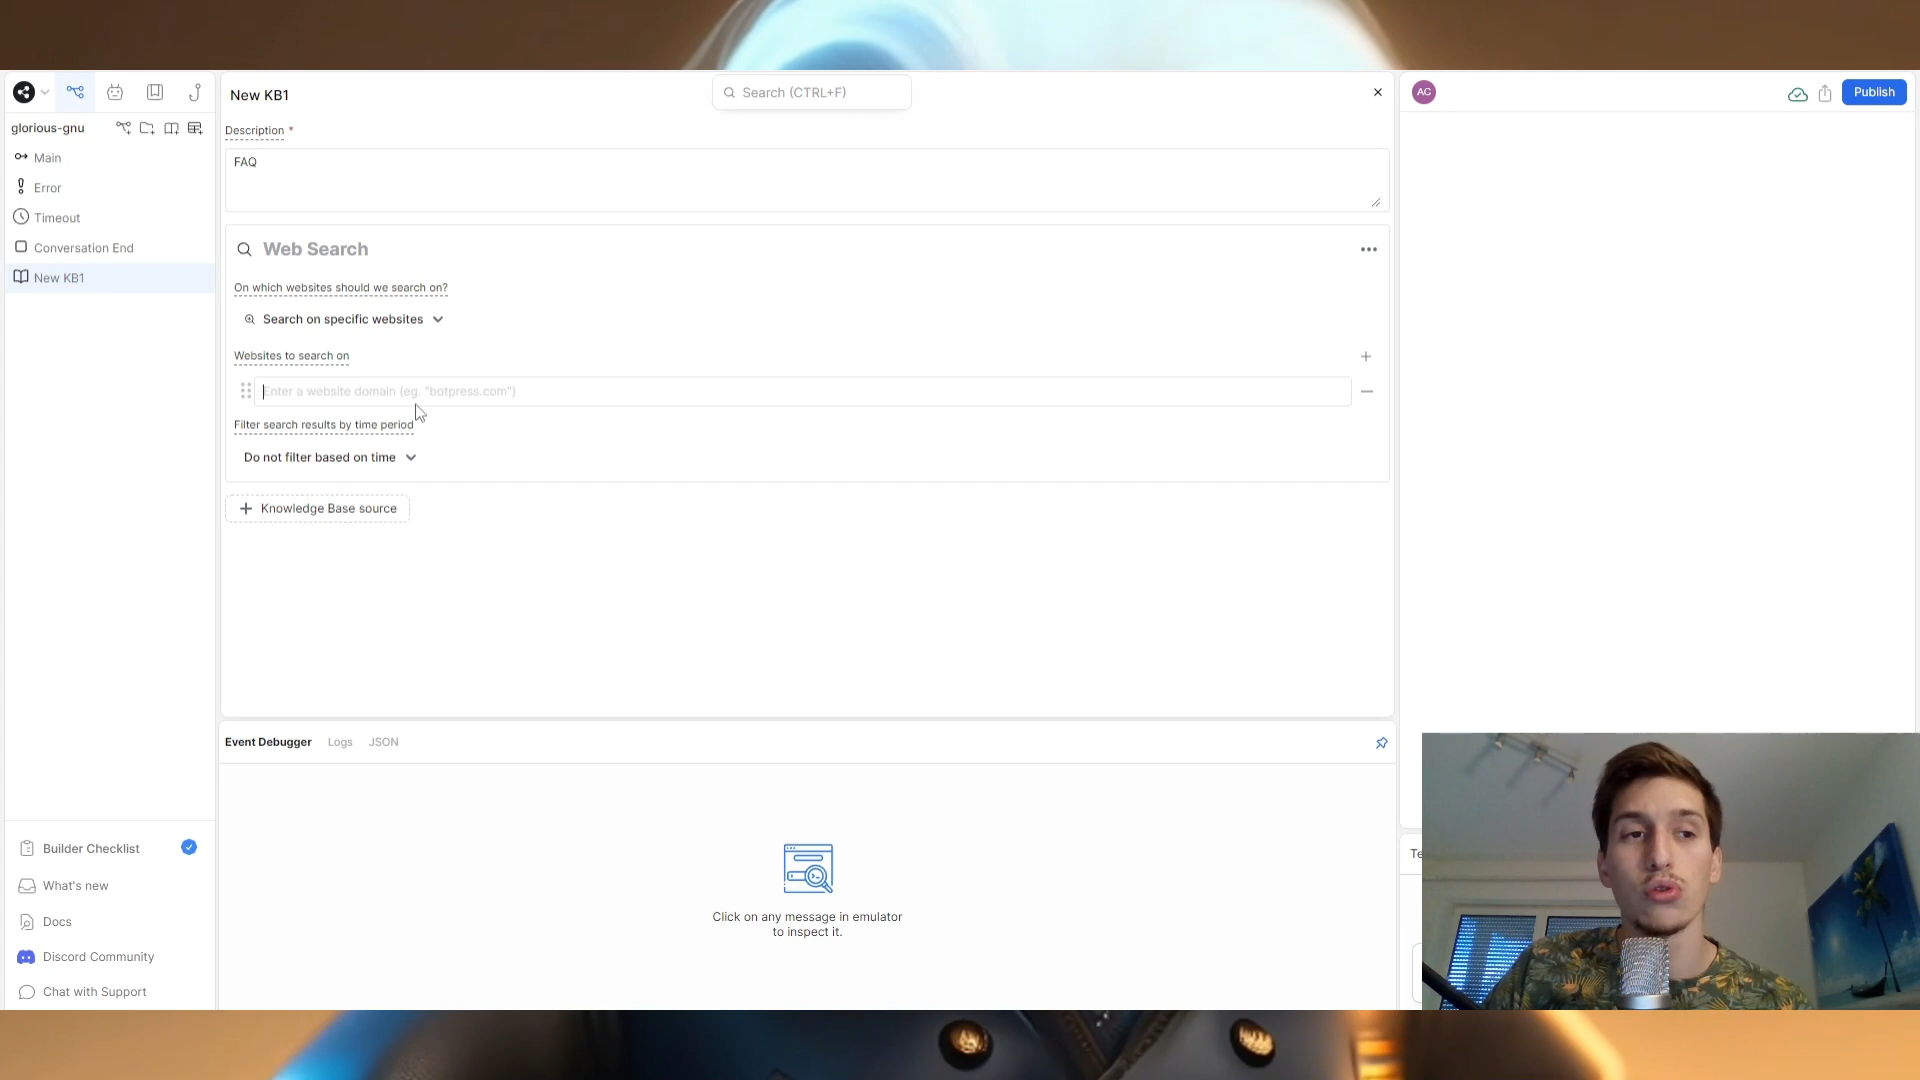 New KB1
Search (CTRL+F)
AC
Publish
glorious-gnu
Main
Error
Timeout
Conversation End
New KB1
Description *
FAQ
Web Search
On which websites should we search on?
Search on specific websites
Websites to search on
Enter a website domain (eg. "botpress.com")
Filter search results by time period
Do not filter based on time
Knowledge Base source
Event Debugger
Logs
JSON
Click on any message in emulator
to inspect it.
Builder Checklist
What's new
Docs
Discord Community
Chat with Support